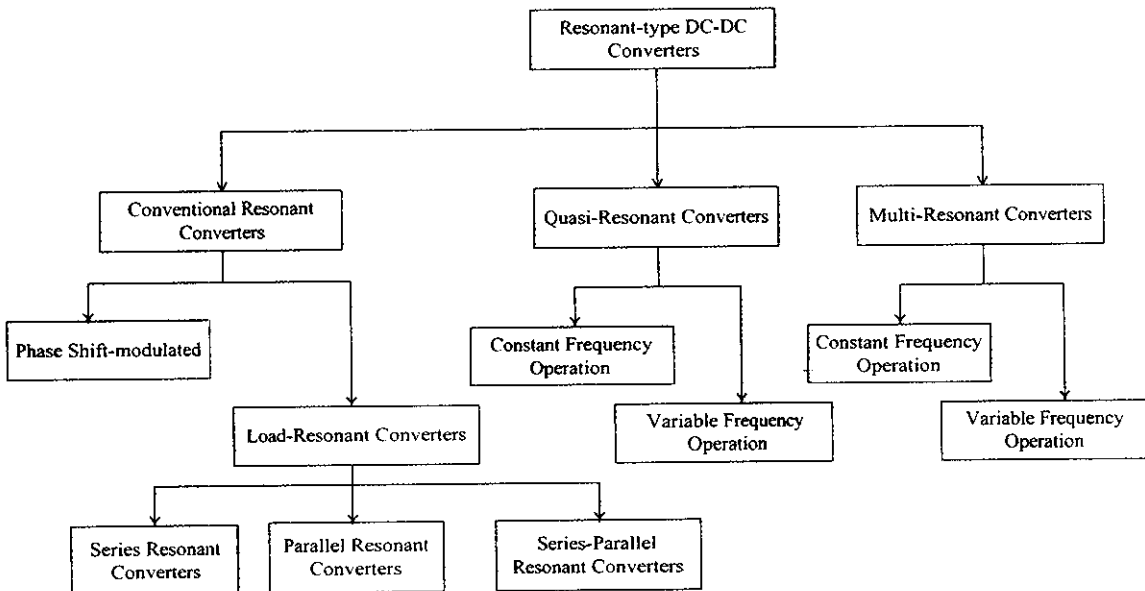 Resonant-type DC-DC
Converters
Conventional Resonant
Converters
Quasi-Resonant Converters
Multi-Resonant Converters
Phase Shift-modulated
Constant Frequency
Operation
Constant Frequency
Operation
Load-Resonant Converters
Variable Frequency
Operation
Variable Frequency
Operation
Series Resonant
Converters
Parallel Resonant
Converters
Series-Parallel
Resonant Converters